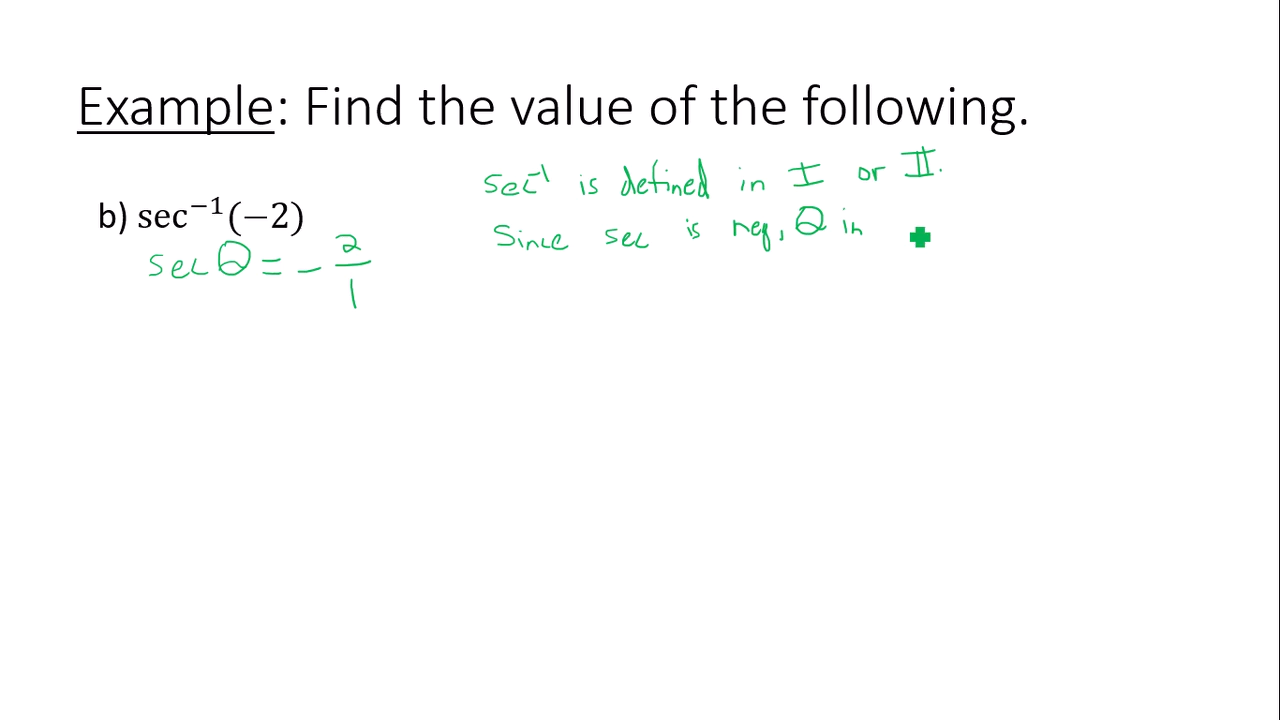 Example: Find the value of the following.
sec⁻¹ is defined in I or II.
b) sec⁻¹(−2)
Since sec is neg, θ in
sec θ = − 2/1